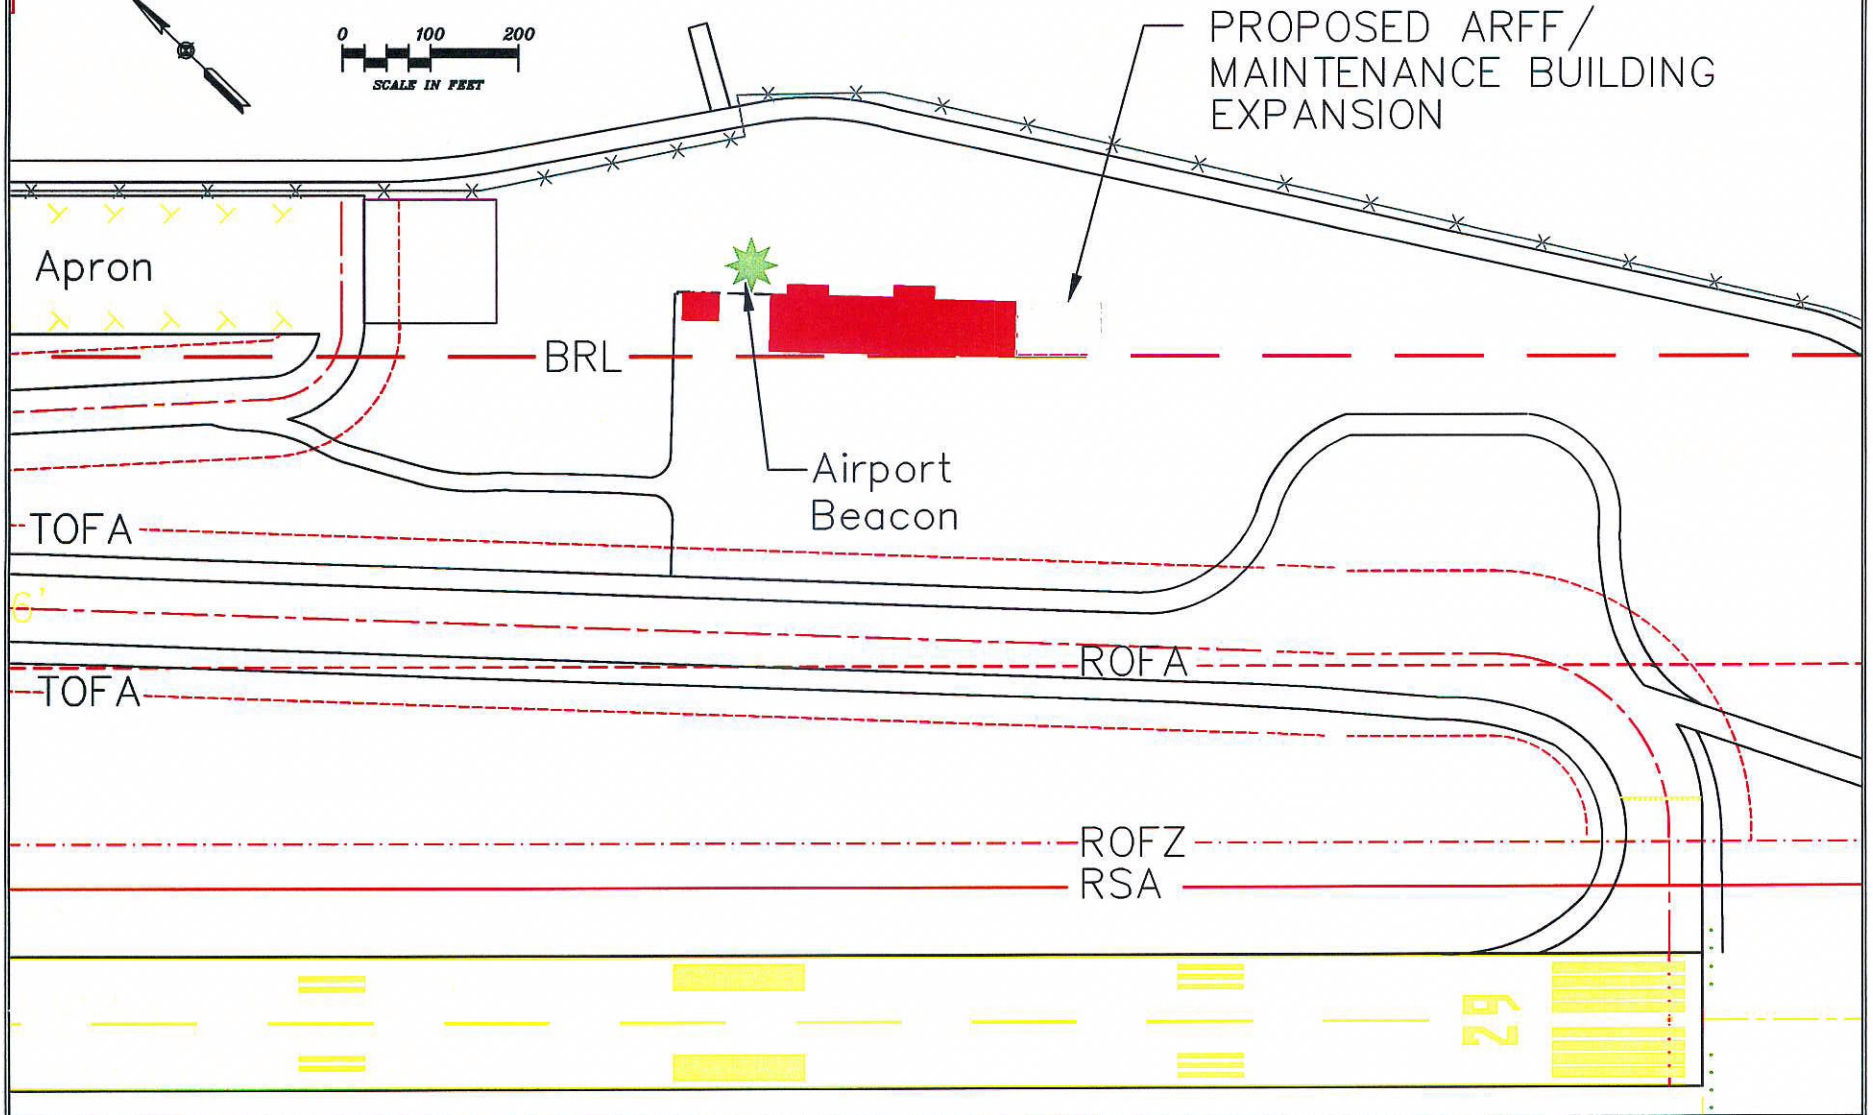 0 100 200
SCALE IN FEET
PROPOSED ARFF/
MAINTENANCE BUILDING
EXPANSION
Apron
BRL
Airport
Beacon
TOFA
6'
ROFA
TOFA
ROFZ
RSA
29